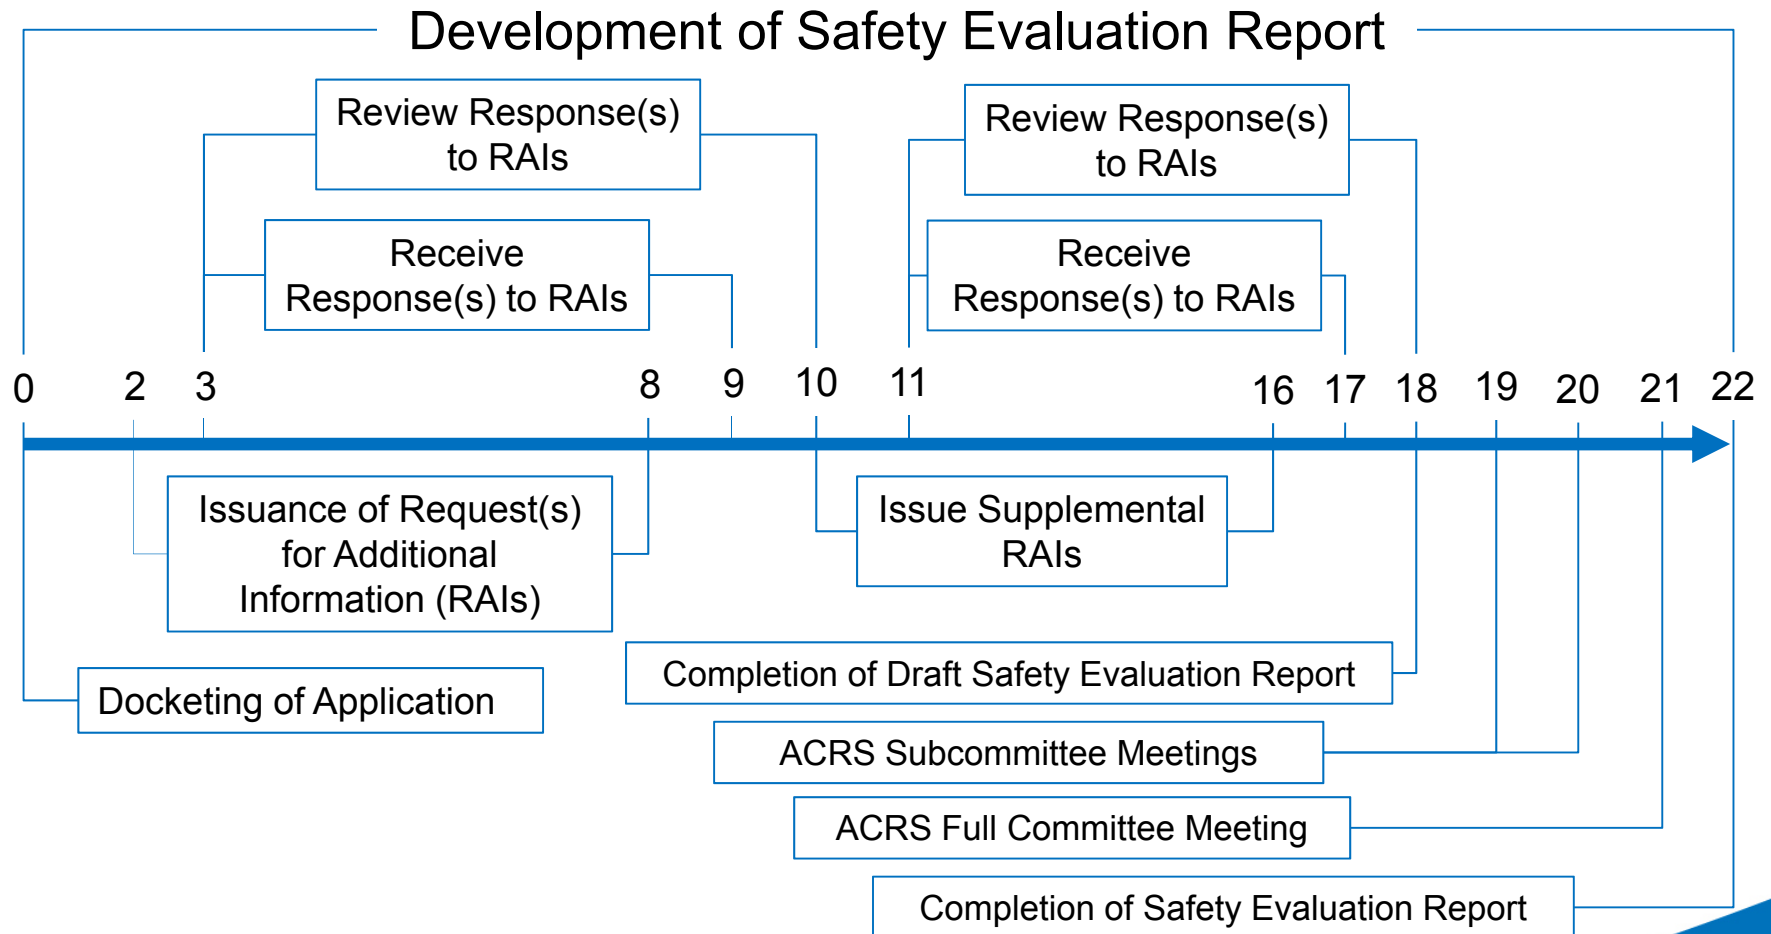 Development of Safety Evaluation Report
Review Response(s)
to RAIs
Review Response(s)
to RAIs
Receive
Response(s) to RAIs
Receive
Response(s) to RAIs
0 2 3 8 9 10 11 16 17 18 19 20 21 22
Issuance of Request(s)
for Additional
Information (RAIs)
Issue Supplemental
RAIs
Docketing of Application
Completion of Draft Safety Evaluation Report
ACRS Subcommittee Meetings
ACRS Full Committee Meeting
Completion of Safety Evaluation Report